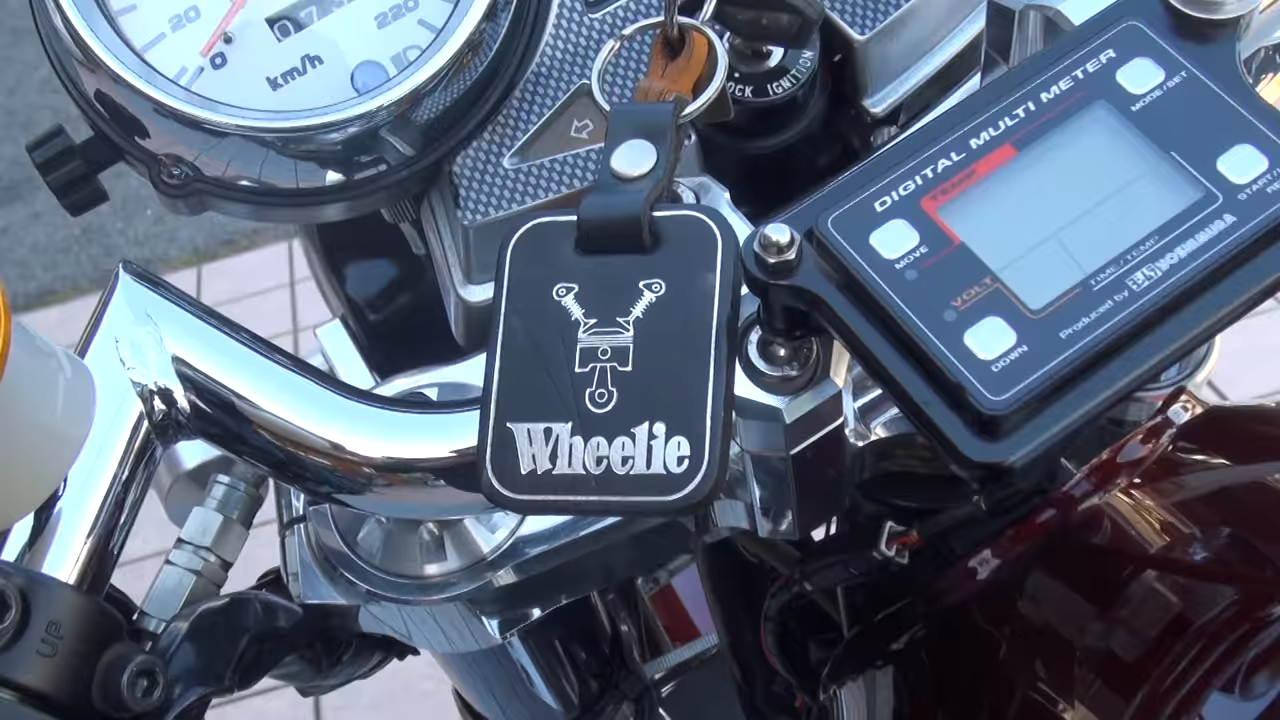 20
220
0
km/h
LOCK IGNITION
DIGITAL MULTI METER
MODE/SET
TEMP
MOVE
VOLT
TIME/TEMP
DOWN
Produced by YOSHIMURA
Wheelie
UP